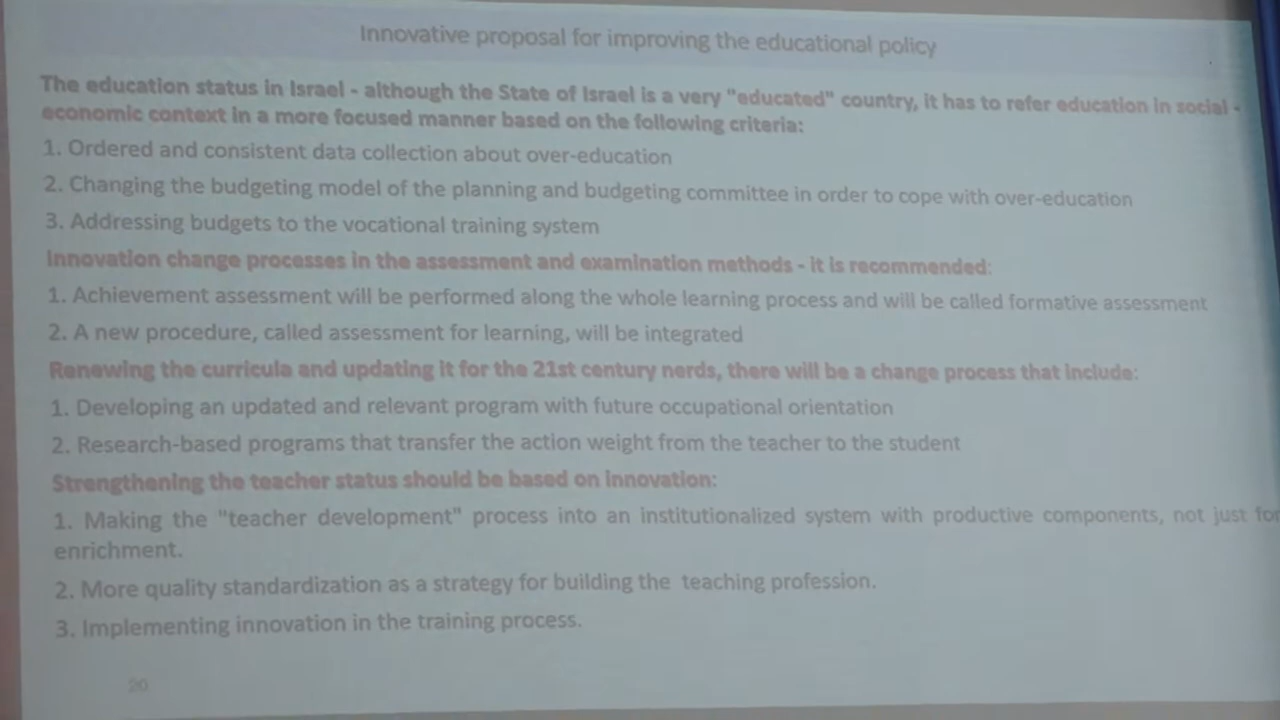 Innovative proposal for improving the educational policy
The education status in Israel - although the State of Israel is a very "educated" country, it has to refer education in social -
economic context in a more focused manner based on the following criteria:
1. Ordered and consistent data collection about over-education
2. Changing the budgeting model of the planning and budgeting committee in order to cope with over-education
3. Addressing budgets to the vocational training system
Innovation change processes in the assessment and examination methods - it is recommended:
1. Achievement assessment will be performed along the whole learning process and will be called formative assessment
2. A new procedure, called assessment for learning, will be integrated
Renewing the curricula and updating it for the 21st century nerds, there will be a change process that include:
1. Developing an updated and relevant program with future occupational orientation
2. Research-based programs that transfer the action weight from the teacher to the student
Strengthening the teacher status should be based on innovation:
1. Making the "teacher development" process into an institutionalized system with productive components, not just for
enrichment.
2. More quality standardization as a strategy for building the teaching profession.
3. Implementing innovation in the training process.
20